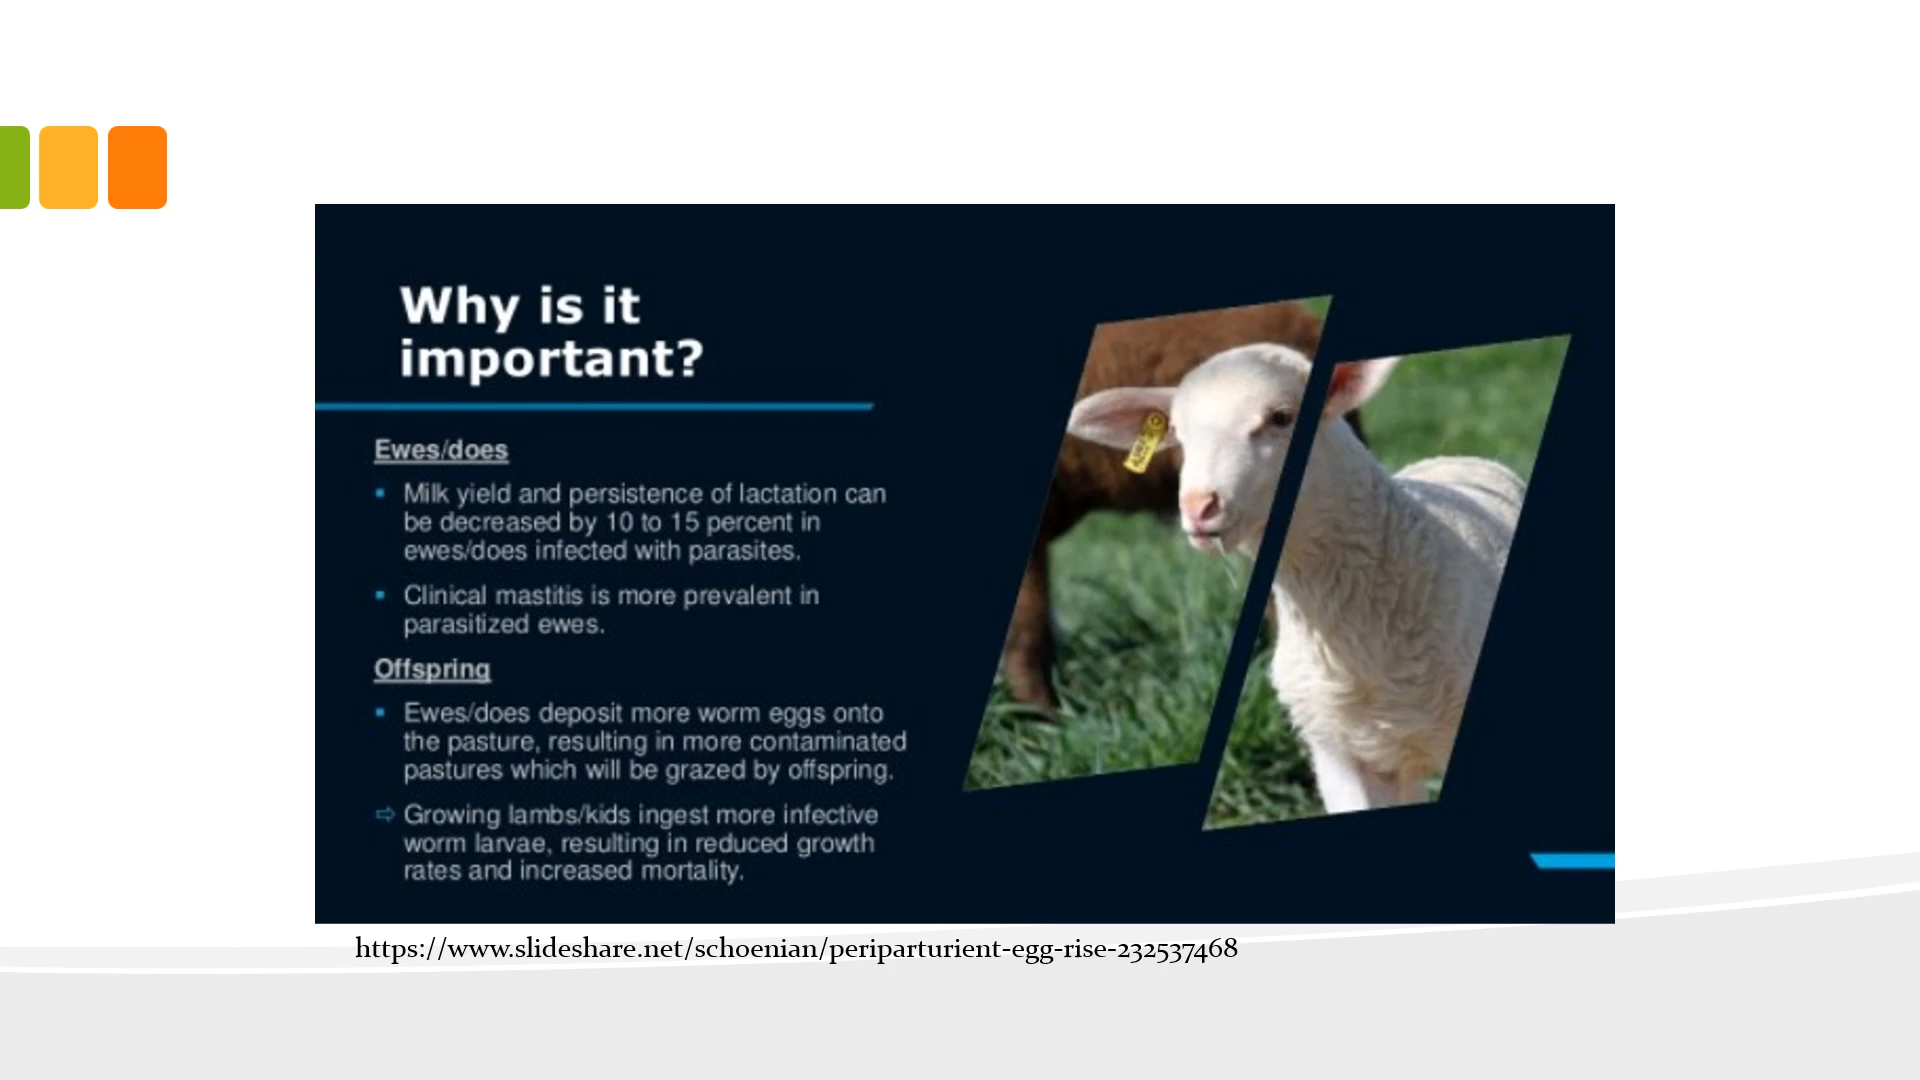 Why is it
important?
Ewes/does
▪ Milk yield and persistence of lactation can
be decreased by 10 to 15 percent in
ewes/does infected with parasites.
▪ Clinical mastitis is more prevalent in
parasitized ewes.
Offspring
▪ Ewes/does deposit more worm eggs onto
the pasture, resulting in more contaminated
pastures which will be grazed by offspring.
⇨ Growing lambs/kids ingest more infective
worm larvae, resulting in reduced growth
rates and increased mortality.
https://www.slideshare.net/schoenian/periparturient-egg-rise-232537468